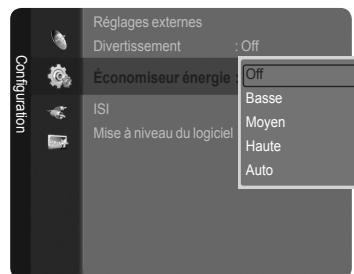 Configuration
Réglages externes
Divertissement : Off
Économiseur énergie :
ISI
Mise à niveau du logiciel
Off
Basse
Moyen
Haute
Auto